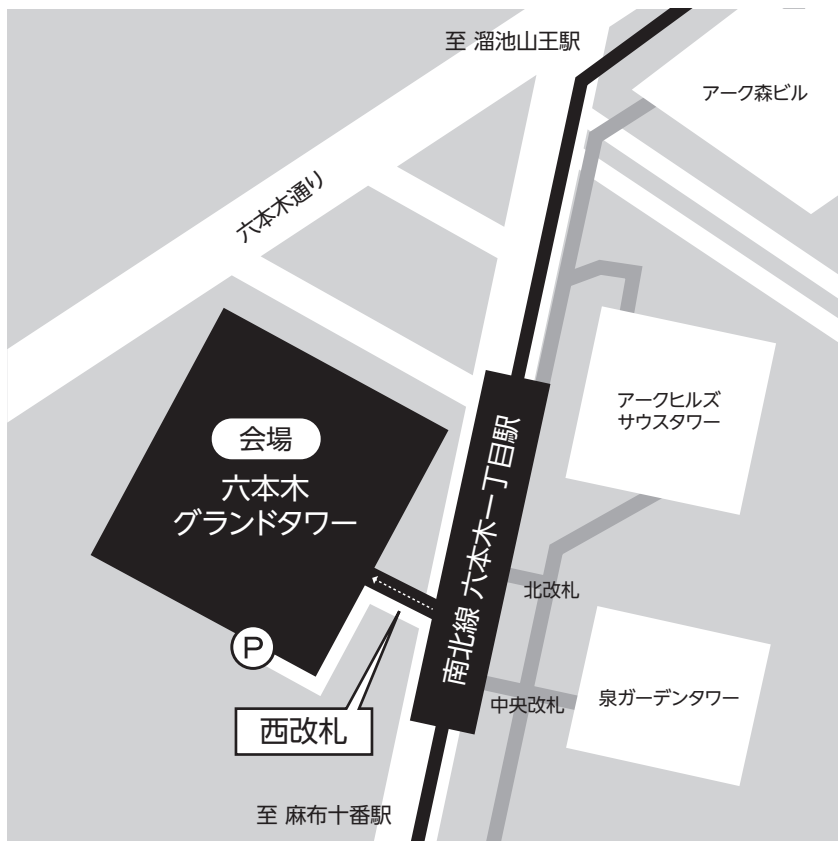 至 溜池山王駅
アーク森ビル
六本木通り
アークヒルズ
サウスタワー
会場
六本木
グランドタワー
南北線 六本木一丁目駅
北改札
P
中央改札
泉ガーデンタワー
西改札
至 麻布十番駅